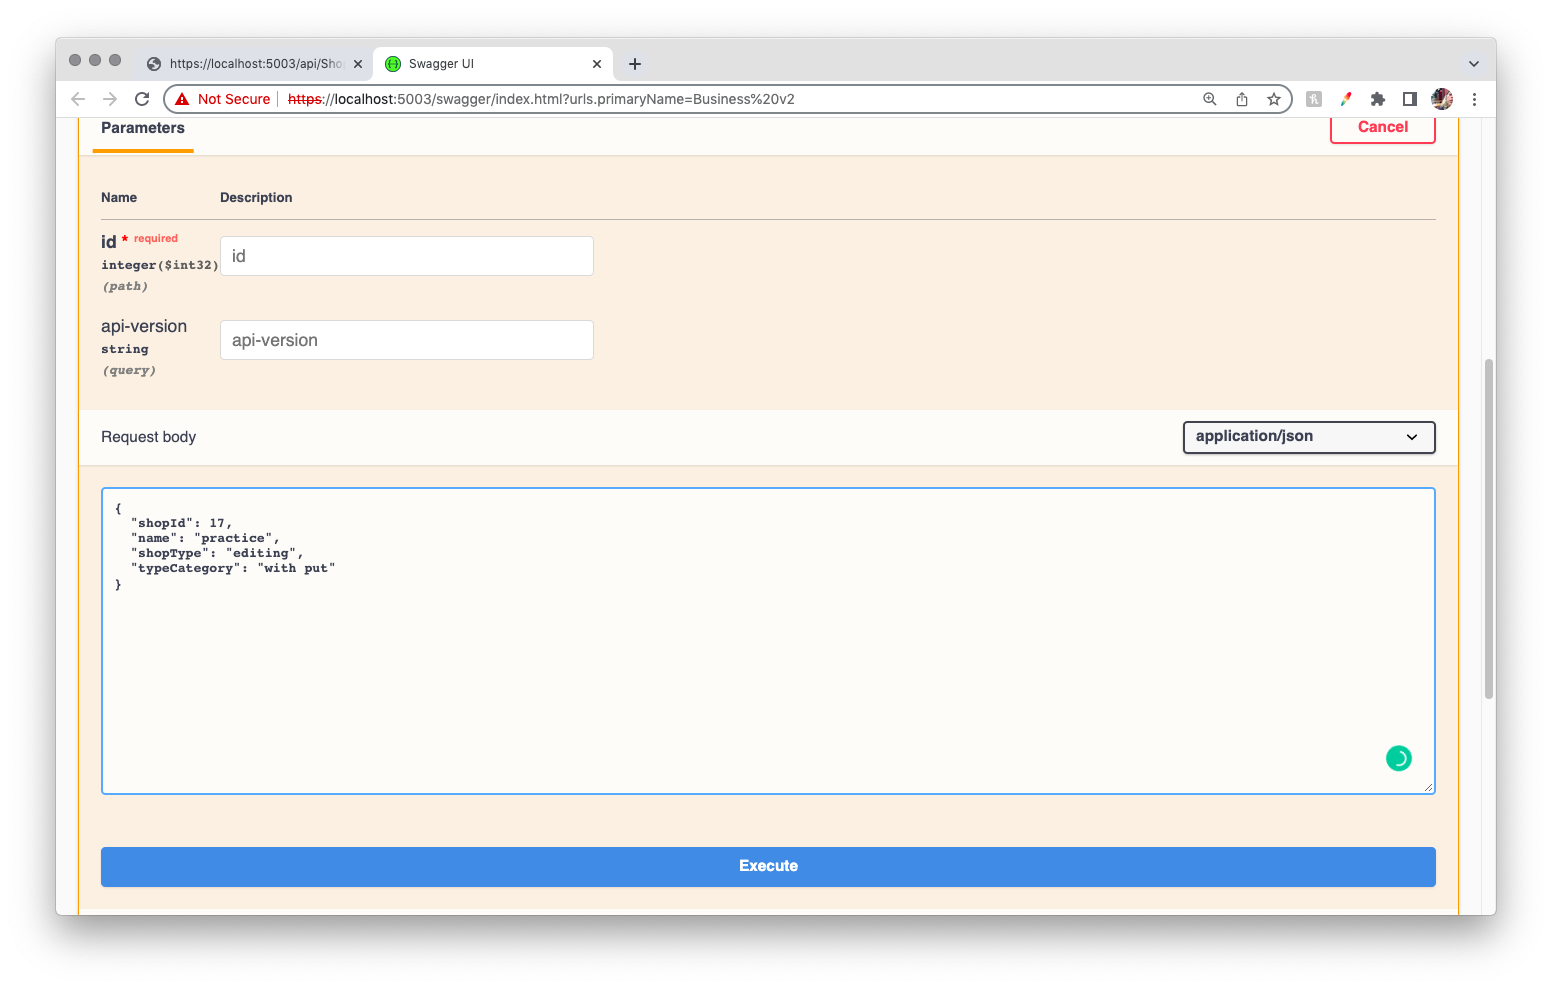 https://localhost:5003/api/Sho
Swagger UI
Not Secure
https://localhost:5003/swagger/index.html?urls.primaryName=Business%20v2
Parameters
Cancel
Name Description
id * required
integer($int32)
(path)
id
api-version
string
(query)
api-version
Request body
application/json
{
"shopId": 17,
"name": "practice",
"shopType": "editing",
"typeCategory": "with put"
}
Execute